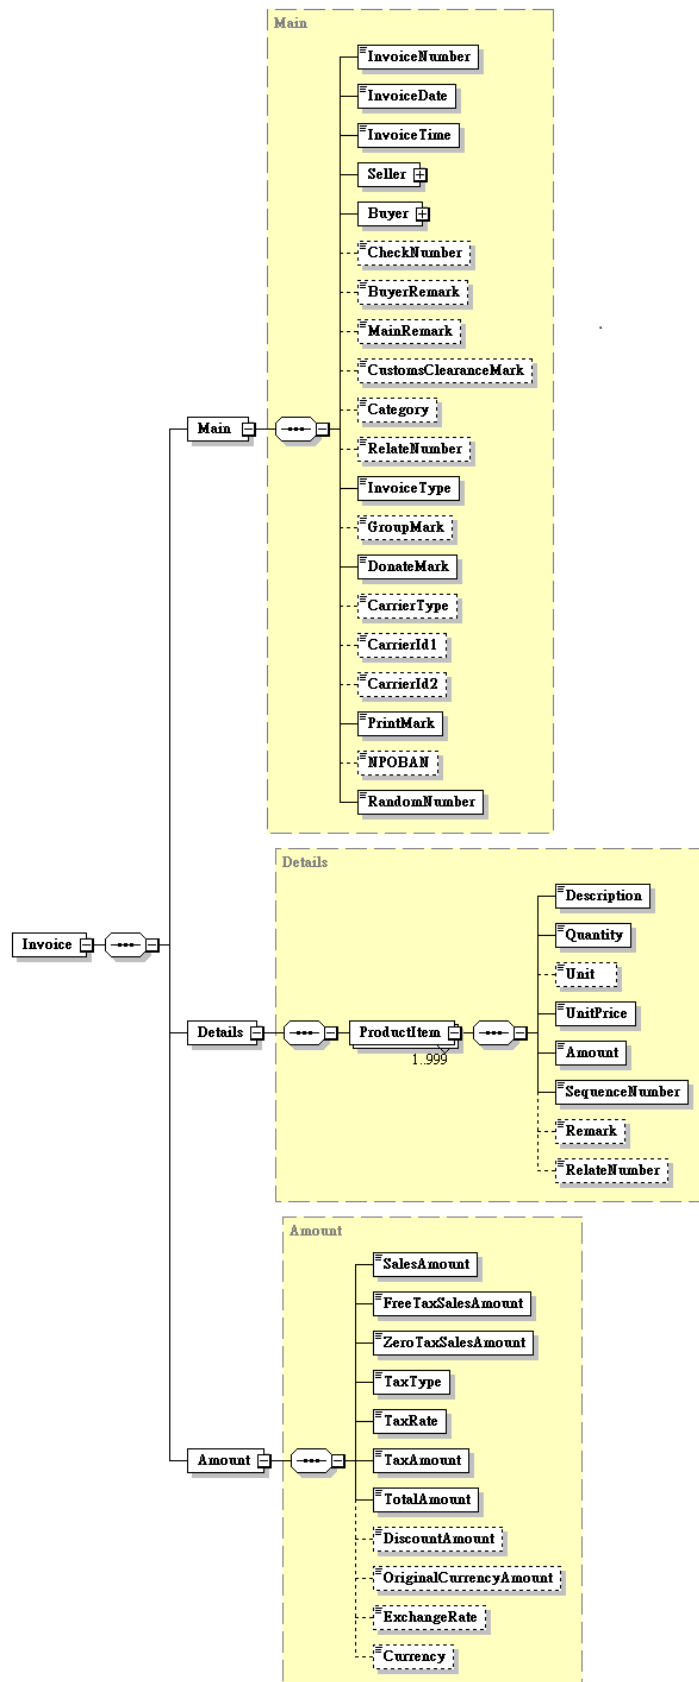 Main
InvoiceNumber
InvoiceDate
InvoiceTime
Seller
Buyer
CheckNumber
BuyerRemark
MainRemark
CustomsClearanceMark
Category
Main
RelateNumber
InvoiceType
GroupMark
DonateMark
CarrierType
CarrierId1
CarrierId2
PrintMark
NPOBAN
RandomNumber
Details
Description
Quantity
Invoice
Unit
UnitPrice
Details
ProductItem
1..999
Amount
SequenceNumber
Remark
RelateNumber
Amount
SalesAmount
FreeTaxSalesAmount
ZeroTaxSalesAmount
TaxType
TaxRate
Amount
TaxAmount
TotalAmount
DiscountAmount
OriginalCurrencyAmount
ExchangeRate
Currency